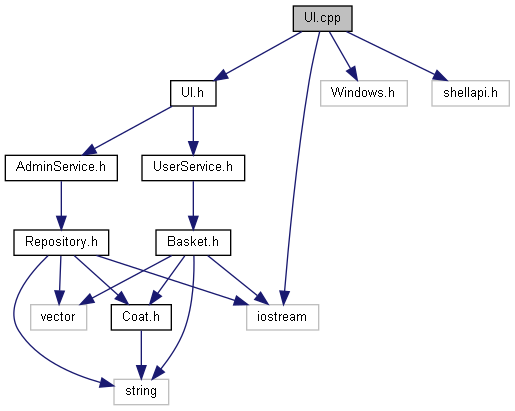 UI.cpp
UI.h
Windows.h
shellapi.h
AdminService.h
UserService.h
Repository.h
Basket.h
vector
Coat.h
iostream
string